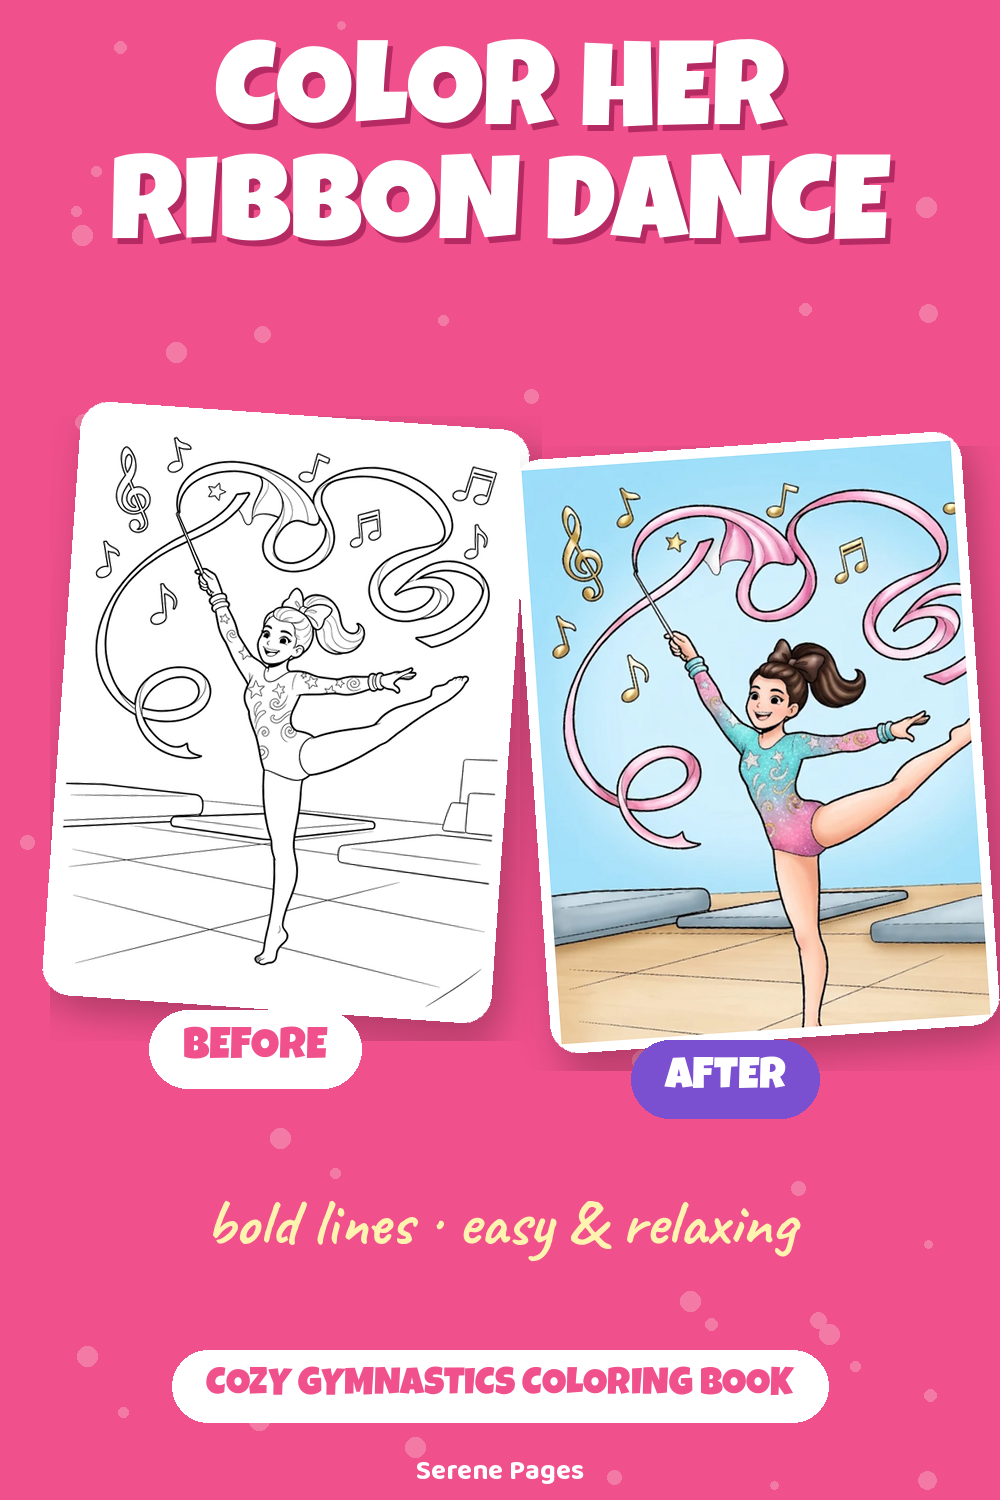 COLOR HER
RIBBON DANCE
BEFORE
AFTER
bold lines · easy & relaxing
COZY GYMNASTICS COLORING BOOK
Serene Pages